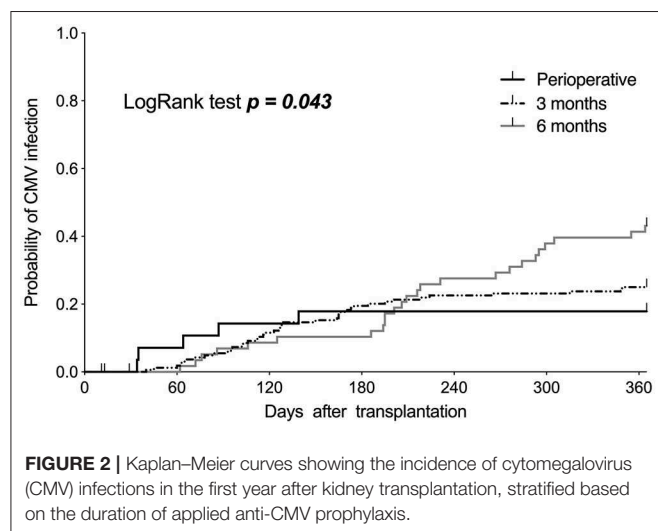 1.0
0.8
0.6
0.4
0.2
0.0
Probability of CMV infection
LogRank test p = 0.043
Perioperative
3 months
6 months
0 60 120 180 240 300 360
Days after transplantation
FIGURE 2 | Kaplan–Meier curves showing the incidence of cytomegalovirus
(CMV) infections in the first year after kidney transplantation, stratified based
on the duration of applied anti-CMV prophylaxis.